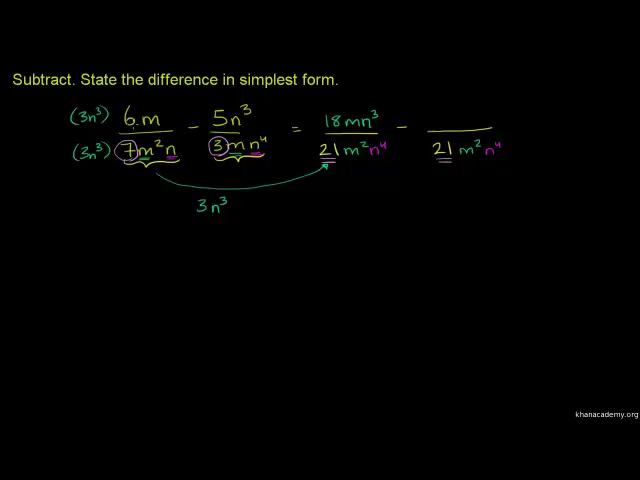 Subtract. State the difference in simplest form.
(3n³) 6m − 5n³ = 18mn³ −
(3n³) 7m²n 3mn⁴ 21m²n⁴ 21m²n⁴
3n³
khanacademy.org